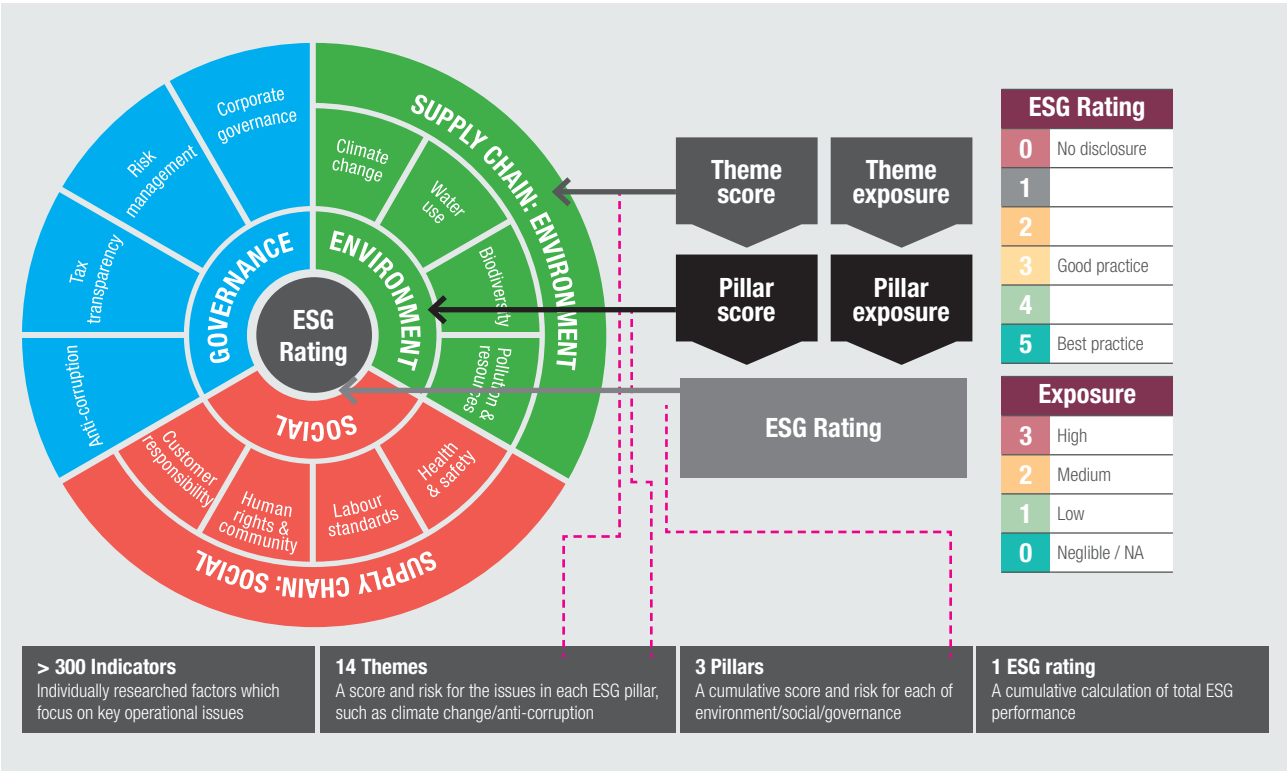 Corporate
governance
Risk
management
Tax
transparency
Anti-corruption
GOVERNANCE
SUPPLY CHAIN: ENVIRONMENT
Climate
change
Water
use
Biodiversity
Pollution &
resources
ENVIRONMENT
ESG
Rating
SOCIAL
Customer
responsibility
Human
rights &
community
Labour
standards
Health
& safety
SUPPLY CHAIN: SOCIAL
Theme
score
Theme
exposure
Pillar
score
Pillar
exposure
ESG Rating
ESG Rating
0 No disclosure
1
2
3 Good practice
4
5 Best practice
Exposure
3 High
2 Medium
1 Low
0 Neglible / NA
> 300 Indicators
Individually researched factors which
focus on key operational issues
14 Themes
A score and risk for the issues in each ESG pillar,
such as climate change/anti-corruption
3 Pillars
A cumulative score and risk for each of
environment/social/governance
1 ESG rating
A cumulative calculation of total ESG
performance